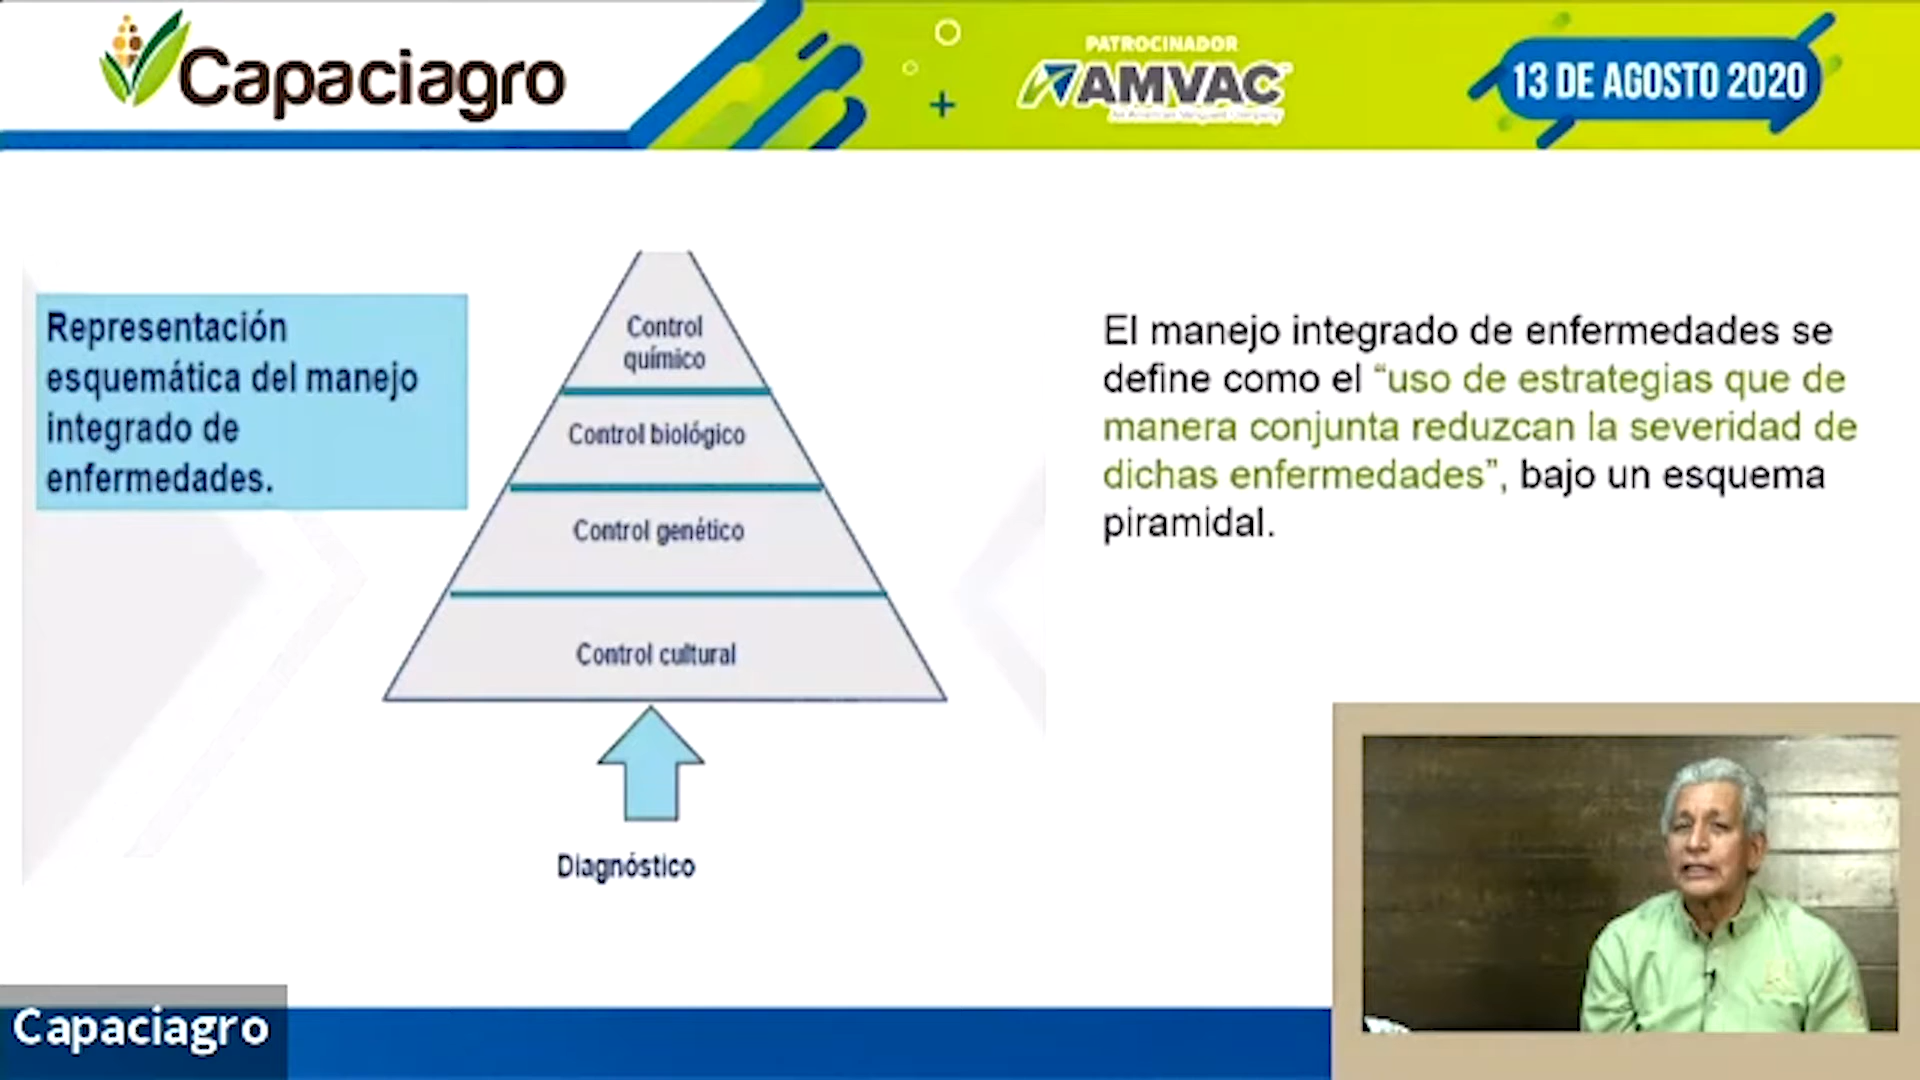 Capaciagro
PATROCINADOR
AMVAC
An American Vanguard Company
13 DE AGOSTO 2020
Representación
esquemática del manejo
integrado de
enfermedades.
Control
químico
Control biológico
Control genético
Control cultural
Diagnóstico
El manejo integrado de enfermedades se
define como el “uso de estrategias que de
manera conjunta reduzcan la severidad de
dichas enfermedades”, bajo un esquema
piramidal.
Capaciagro